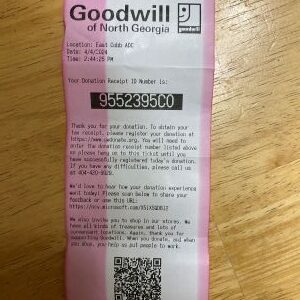 Goodwill
of North Georgia
goodwill
Location: East Cobb ADC
Date: 4/4/2024
Time: 2:44:25 PM
Your Donation Receipt ID Number is:
9552395C0
Thank you for your donation. To obtain your
tax receipt, please register your donation at
https://www.gwdonate.org. You will need to
enter the donation receipt number listed above
so please hang on to this ticket until you
have successfully registered today's donation.
If you have any difficulties, please call us
at
We'd love to hear how your donation experience
went today! Please scan below to share your
feedback or use this URL:
We also invite you to shop in our stores. We
have all kinds of treasures and lots of
convenient locations. Again, thank you for
supporting Goodwill. When you donate, and when
you shop, you help us put people to work.